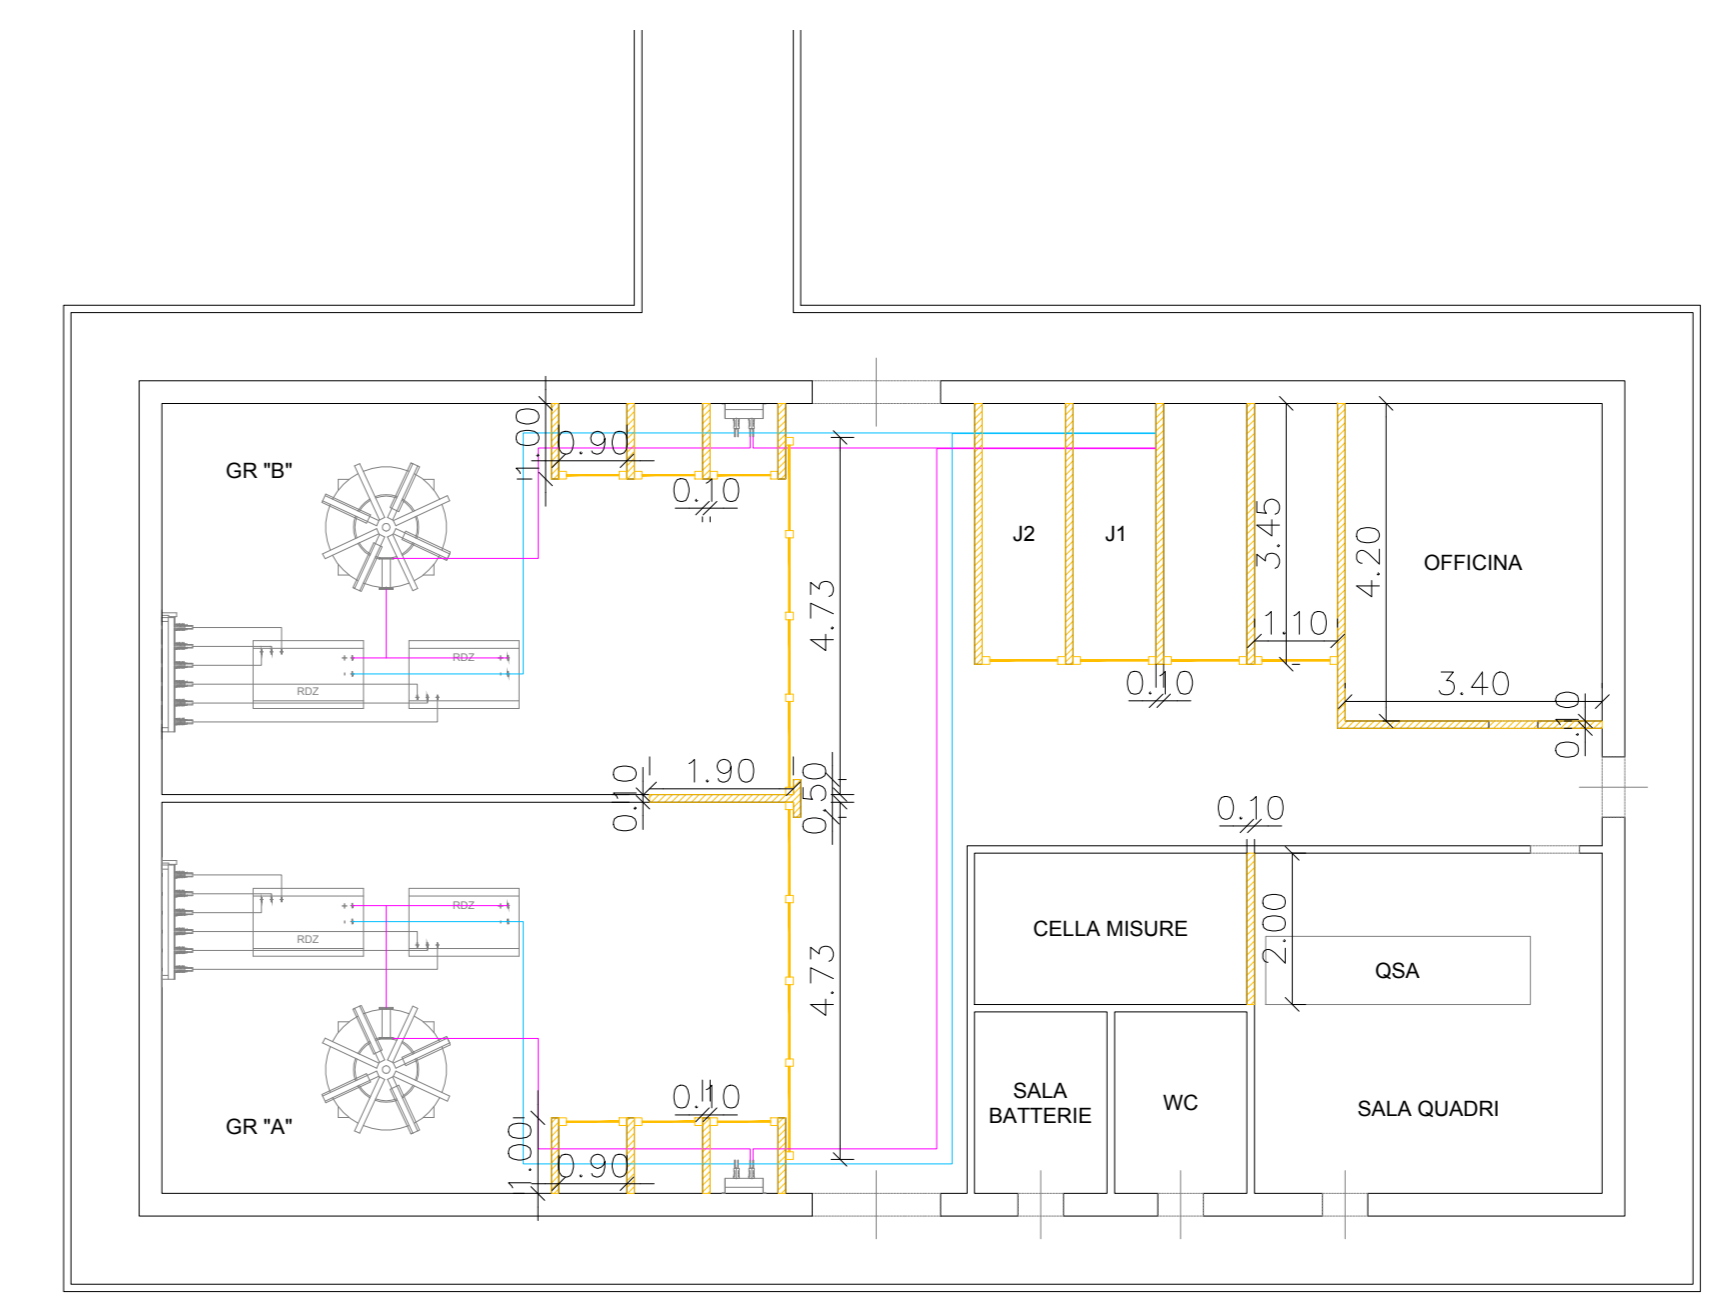 1.00
0.90
GR "B"
0.10
J2
J1
3.45
4.20
OFFICINA
4.73
1.10
RDZ
+
+
-
-
RDZ
0.10
3.40
0.10
0.10
1.90
0.50
0.10
RDZ
+
+
-
-
RDZ
CELLA MISURE
2.00
QSA
4.73
0.10
SALA
BATTERIE
WC
SALA QUADRI
GR "A"
1.00
0.90